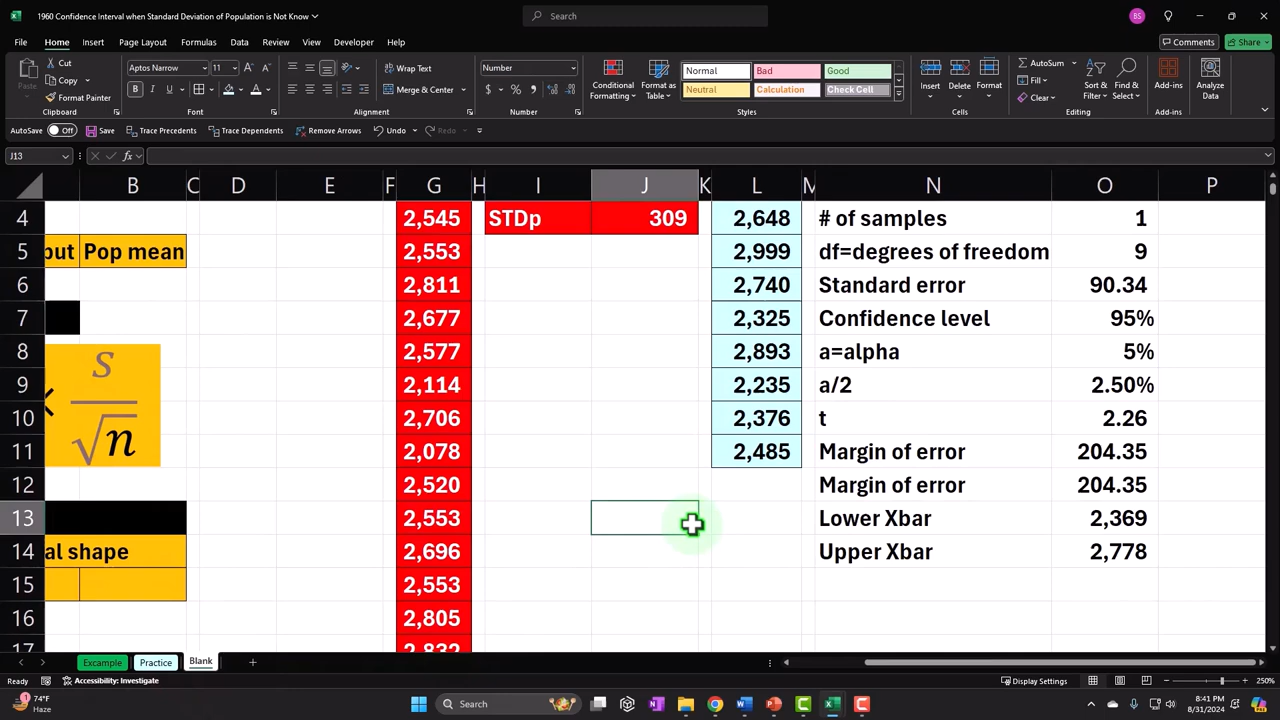 1960 Confidence Interval when Standard Deviation of Population is Not Know
Search
BS
File Home Insert Page Layout Formulas Data Review View Developer Help
Comments Share
Paste Cut Copy Format Painter
Aptos Narrow 11
Wrap Text Merge & Center
Number
Conditional Formatting Format as Table
Normal Bad Good
Neutral Calculation Check Cell
Insert Delete Format
AutoSum Fill Clear
Sort & Filter Find & Select
Add-ins Analyze Data
Clipboard Font Alignment Number Styles Cells Editing Add-ins
AutoSave Off Save Trace Precedents Trace Dependents Remove Arrows Undo Redo
J13 fx
B C D E F G H I J K L M N O P
4 2,545 STDp 309 2,648 # of samples 1
5 put Pop mean 2,553 2,999 df=degrees of freedom 9
6 2,811 2,740 Standard error 90.34
7 2,677 2,325 Confidence level 95%
8 2,577 2,893 a=alpha 5%
9 2,114 2,235 a/2 2.50%
10 2,706 2,376 t 2.26
11 2,078 2,485 Margin of error 204.35
× s √n
12 2,520 Margin of error 204.35
13 2,553 Lower Xbar 2,369
14 al shape 2,696 Upper Xbar 2,778
15 2,553
16 2,805
17 2,832
Excample Practice Blank
Ready Accessibility: Investigate Display Settings 250%
74°F
Haze
Search
8:41 PM
8/31/2024